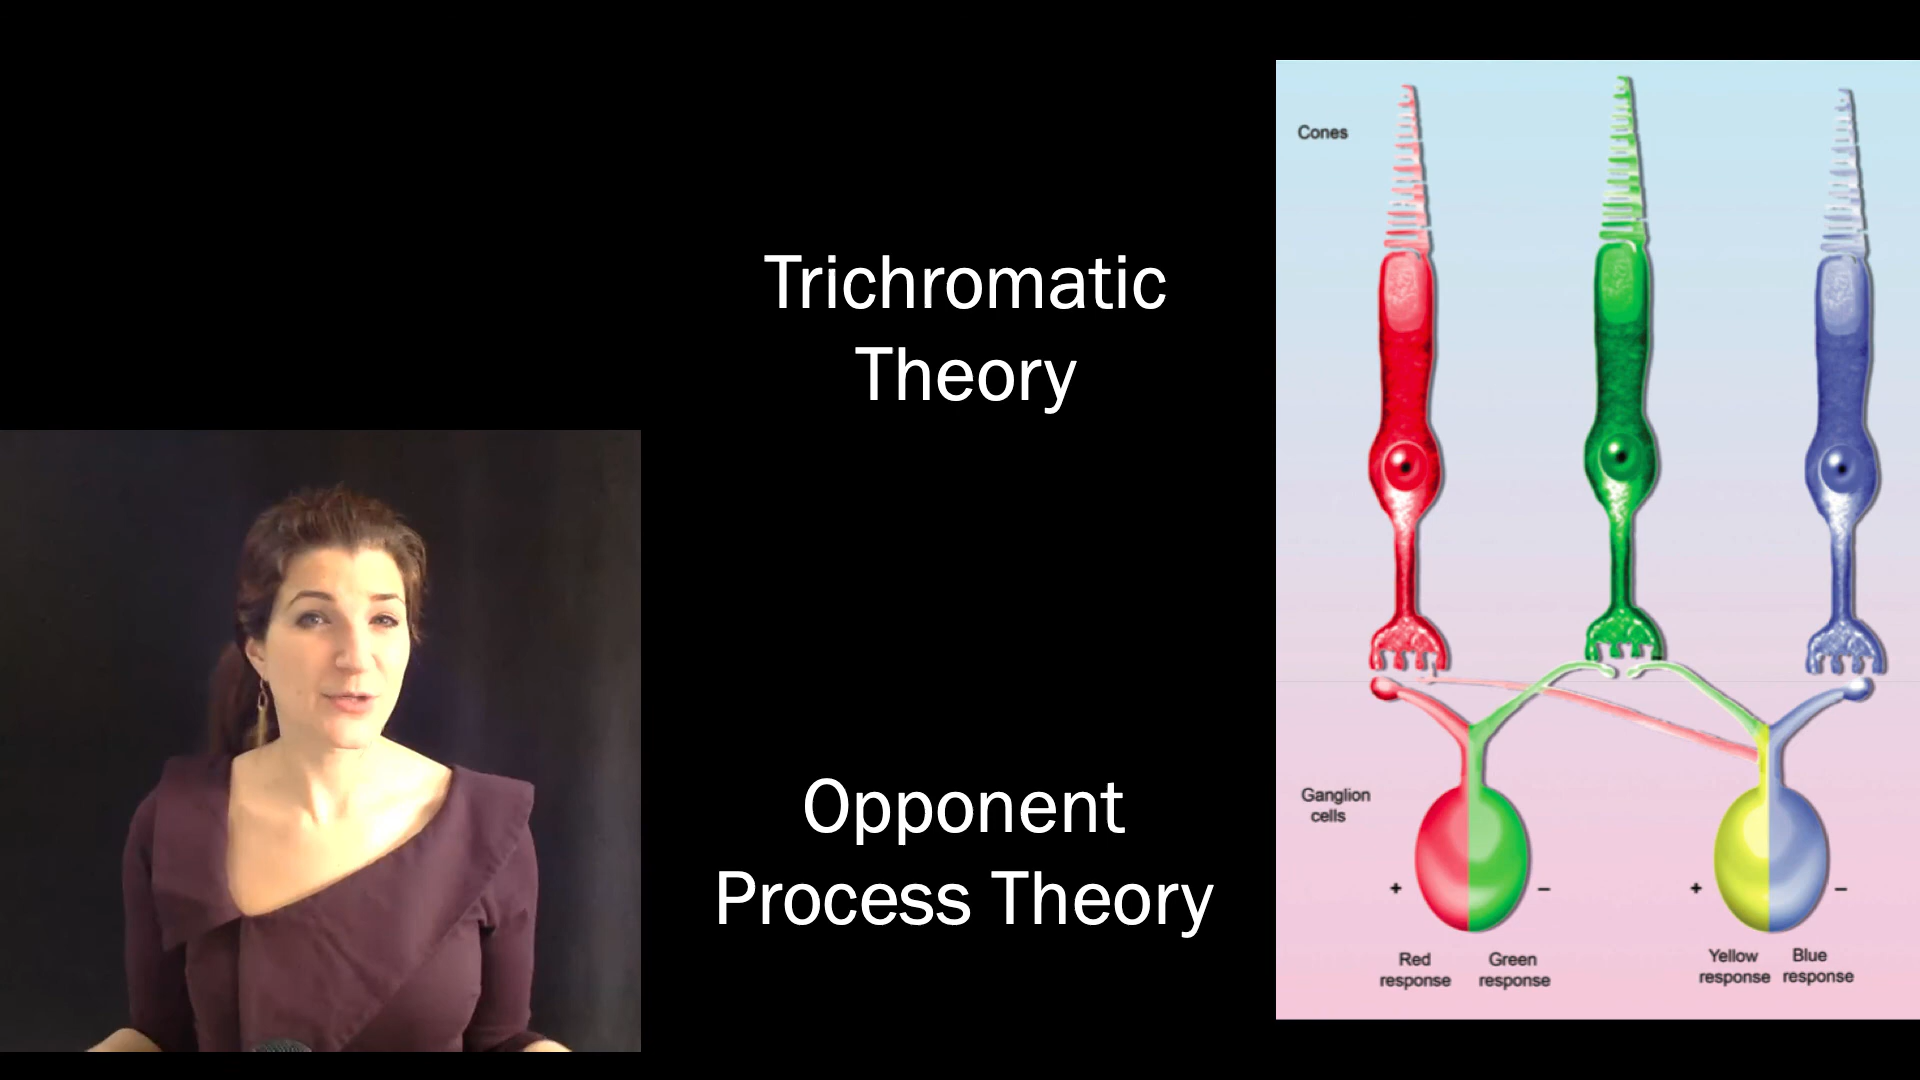 Trichromatic
Theory
Opponent
Process Theory
Cones
Ganglion
cells
+
−
+
−
Red
response
Green
response
Yellow
response
Blue
response